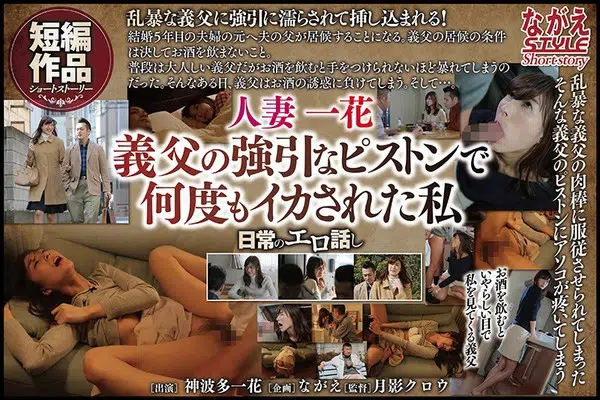 短編
作品
ショートストーリー
乱暴な義父に強引に濡らされて挿し込まれる!
結婚5年目の夫婦の元へ夫の父が居候することになる。義父の居候の条件
は決してお酒を飲まないこと。
普段は大人しい義父だがお酒を飲むと手をつけられないほど暴れてしまうの
だった。そんなある日、義父はお酒の誘惑に負けてしまう。そして…。
ながえ
STYLE
Short story
乱暴な義父の肉棒に服従させられてしまった
そんな義父のピストンにアソコが疼いてしまう
人妻 一花
義父の強引なピストンで
何度もイカされた私
日常のエロ話し
お酒を飲むと
いやらしい目で
私を見てくる義父
[出演] 神波多一花 [企画] ながえ [監督] 月影クロウ